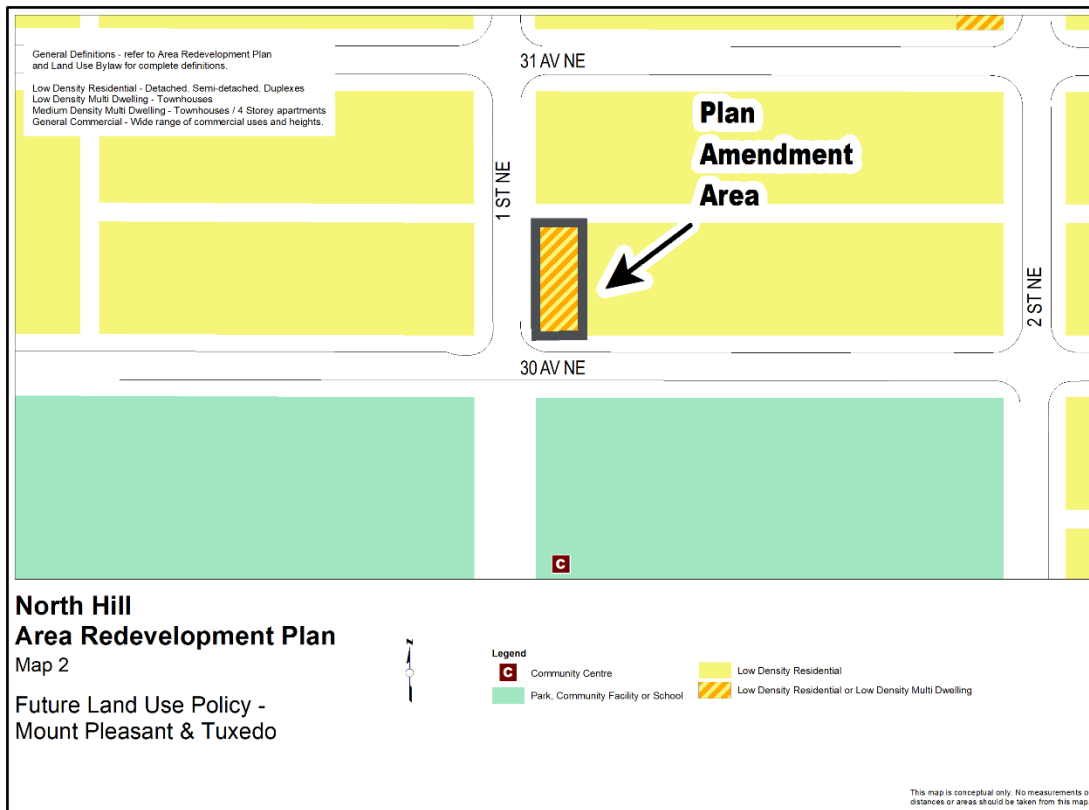 General Definitions - refer to Area Redevelopment Plan
and Land Use Bylaw for complete definitions.
Low Density Residential - Detached. Semi-detached. Duplexes
Low Density Multi Dwelling - Townhouses
Medium Density Multi Dwelling - Townhouses / 4 Storey apartments
General Commercial - Wide range of commercial uses and heights.
31 AV NE
Plan
Amendment
Area
1 ST NE
2 ST NE
30 AV NE
C
North Hill
Area Redevelopment Plan
Map 2
Future Land Use Policy -
Mount Pleasant & Tuxedo
N
Legend
C Community Centre
Park, Community Facility or School
Low Density Residential
Low Density Residential or Low Density Multi Dwelling
This map is conceptual only. No measurements o
distances or areas should be taken from this map